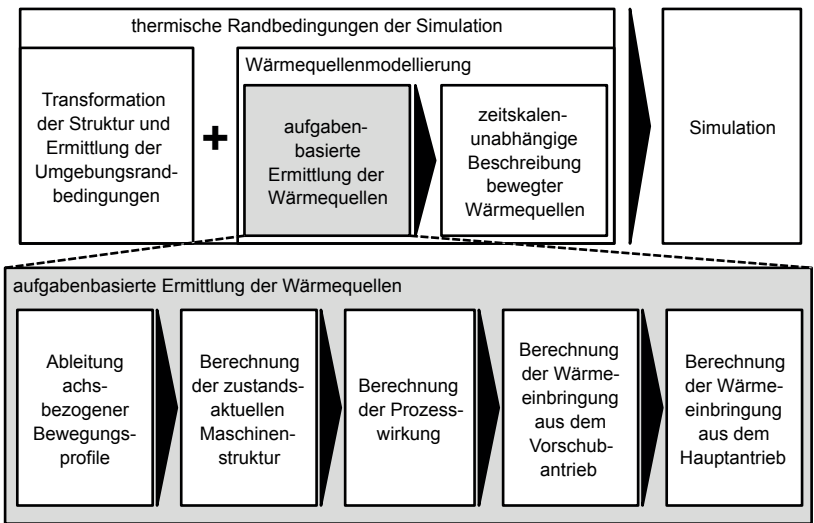 thermische Randbedingungen der Simulation
Transformation
der Struktur und
Ermittlung der
Umgebungsrand-
bedingungen
+
Wärmequellenmodellierung
aufgaben-
basierte
Ermittlung der
Wärmequellen
zeitskalen-
unabhängige
Beschreibung
bewegter
Wärmequellen
Simulation
aufgabenbasierte Ermittlung der Wärmequellen
Ableitung
achs-
bezogener
Bewegungs-
profile
Berechnung
der zustands-
aktuellen
Maschinen-
struktur
Berechnung
der Prozess-
wirkung
Berechnung
der Wärme-
einbringung
aus dem
Vorschub-
antrieb
Berechnung
der Wärme-
einbringung
aus dem
Hauptantrieb